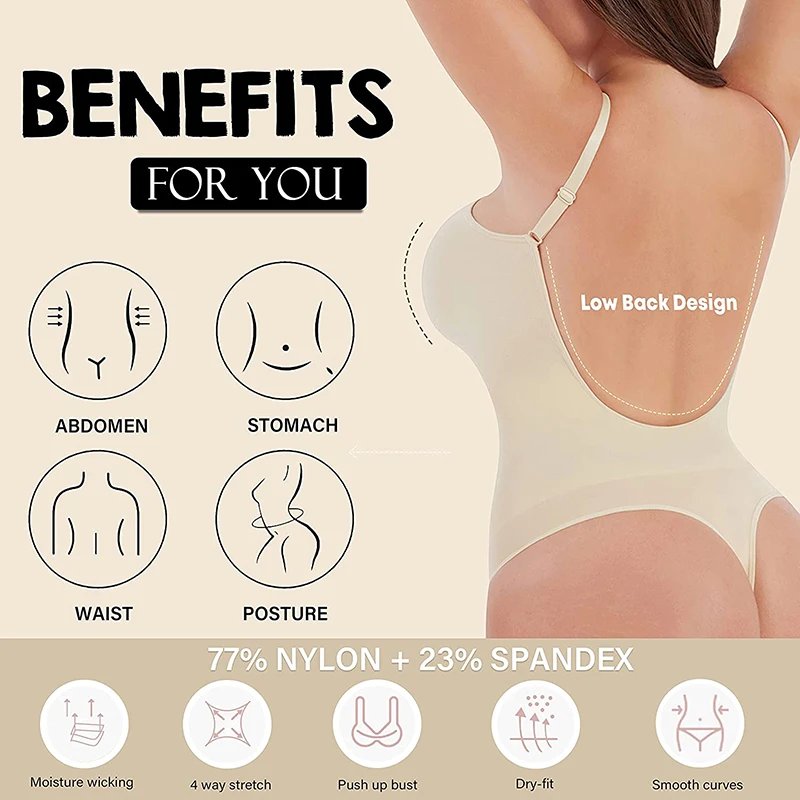 BENEFITS
FOR YOU
Low Back Design
ABDOMEN
STOMACH
WAIST
POSTURE
77% NYLON + 23% SPANDEX
Moisture wicking
4 way stretch
Push up bust
Dry-fit
Smooth curves